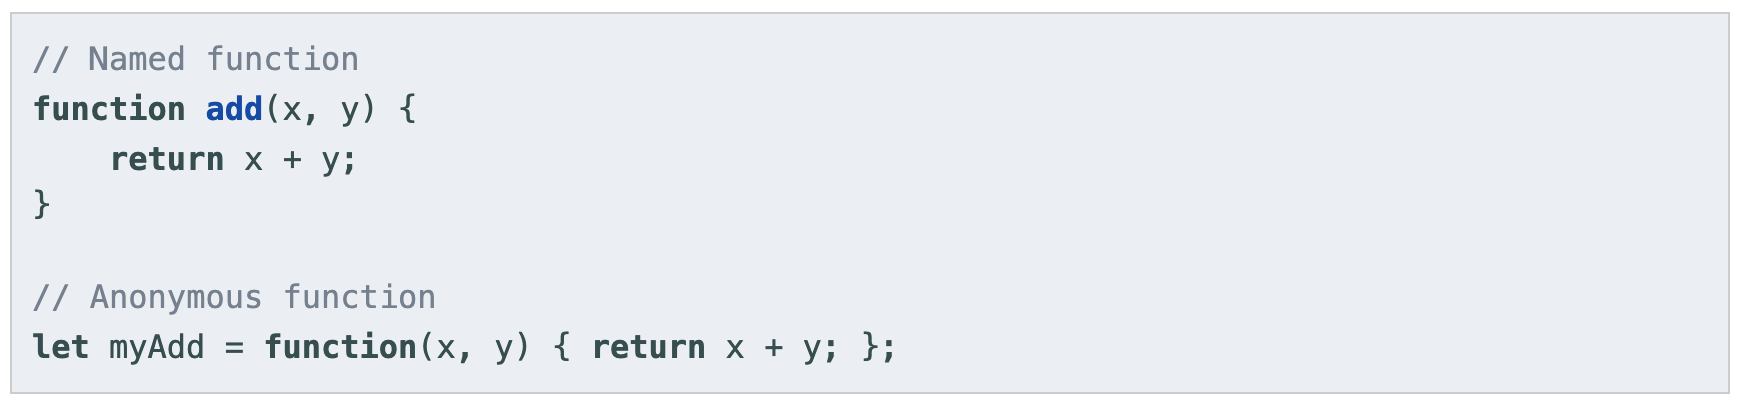 // Named function
function add(x, y) {
    return x + y;
}

// Anonymous function
let myAdd = function(x, y) { return x + y; };